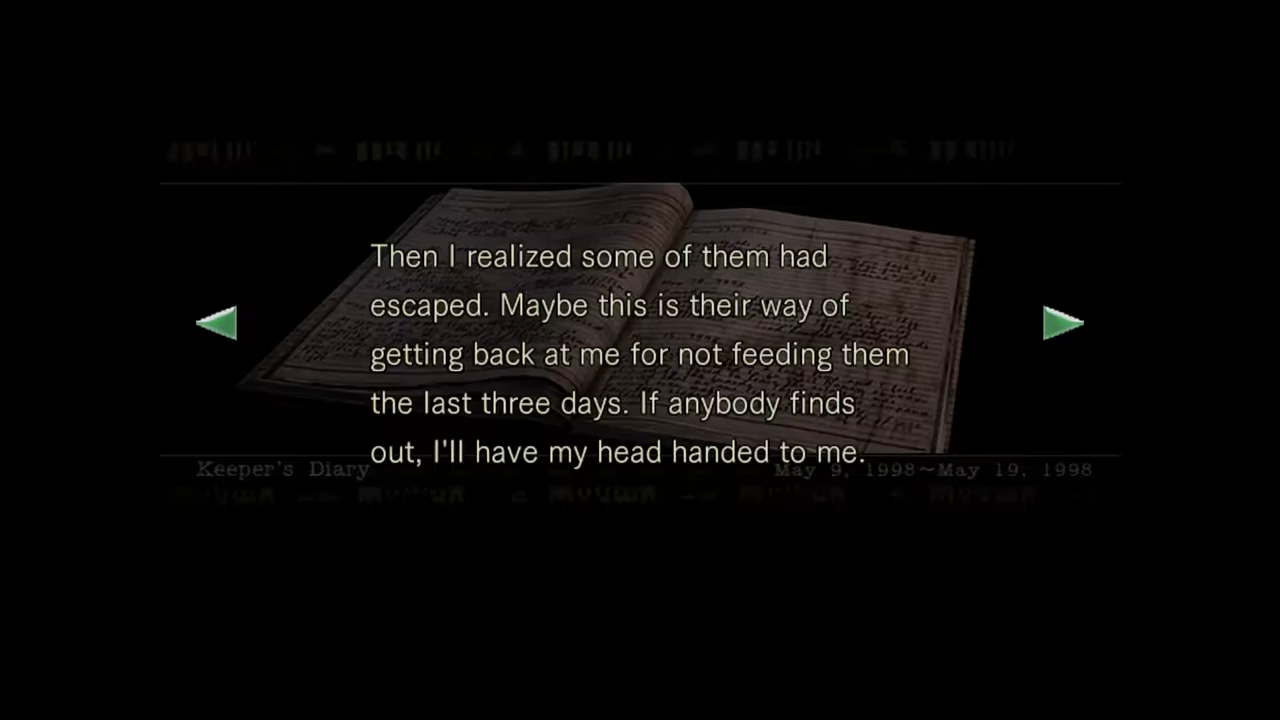 Then I realized some of them had
escaped. Maybe this is their way of
getting back at me for not feeding them
the last three days. If anybody finds
out, I'll have my head handed to me.
Keeper's Diary
May 9, 1998~May 19, 1998